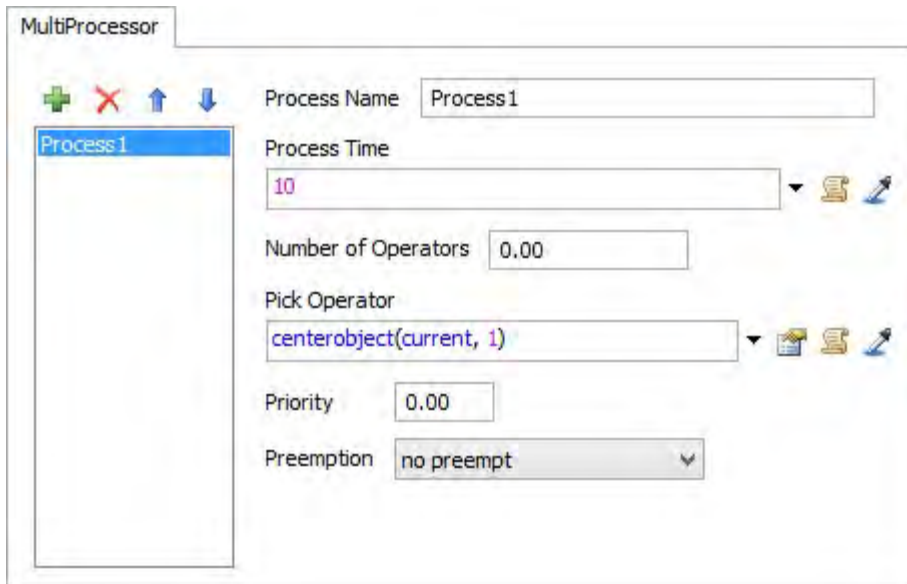 MultiProcessor
Process Name Process1
Process1
Process Time
10
Number of Operators 0.00
Pick Operator
centerobject(current, 1)
Priority 0.00
Preemption no preempt